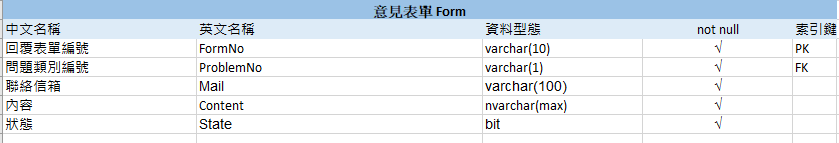 意見表單 Form
中文名稱 英文名稱 資料型態 not null 索引鍵
回覆表單編號 FormNo varchar(10) √ PK
問題類別編號 ProblemNo varchar(1) √ FK
聯絡信箱 Mail varchar(100) √
內容 Content nvarchar(max) √
狀態 State bit √